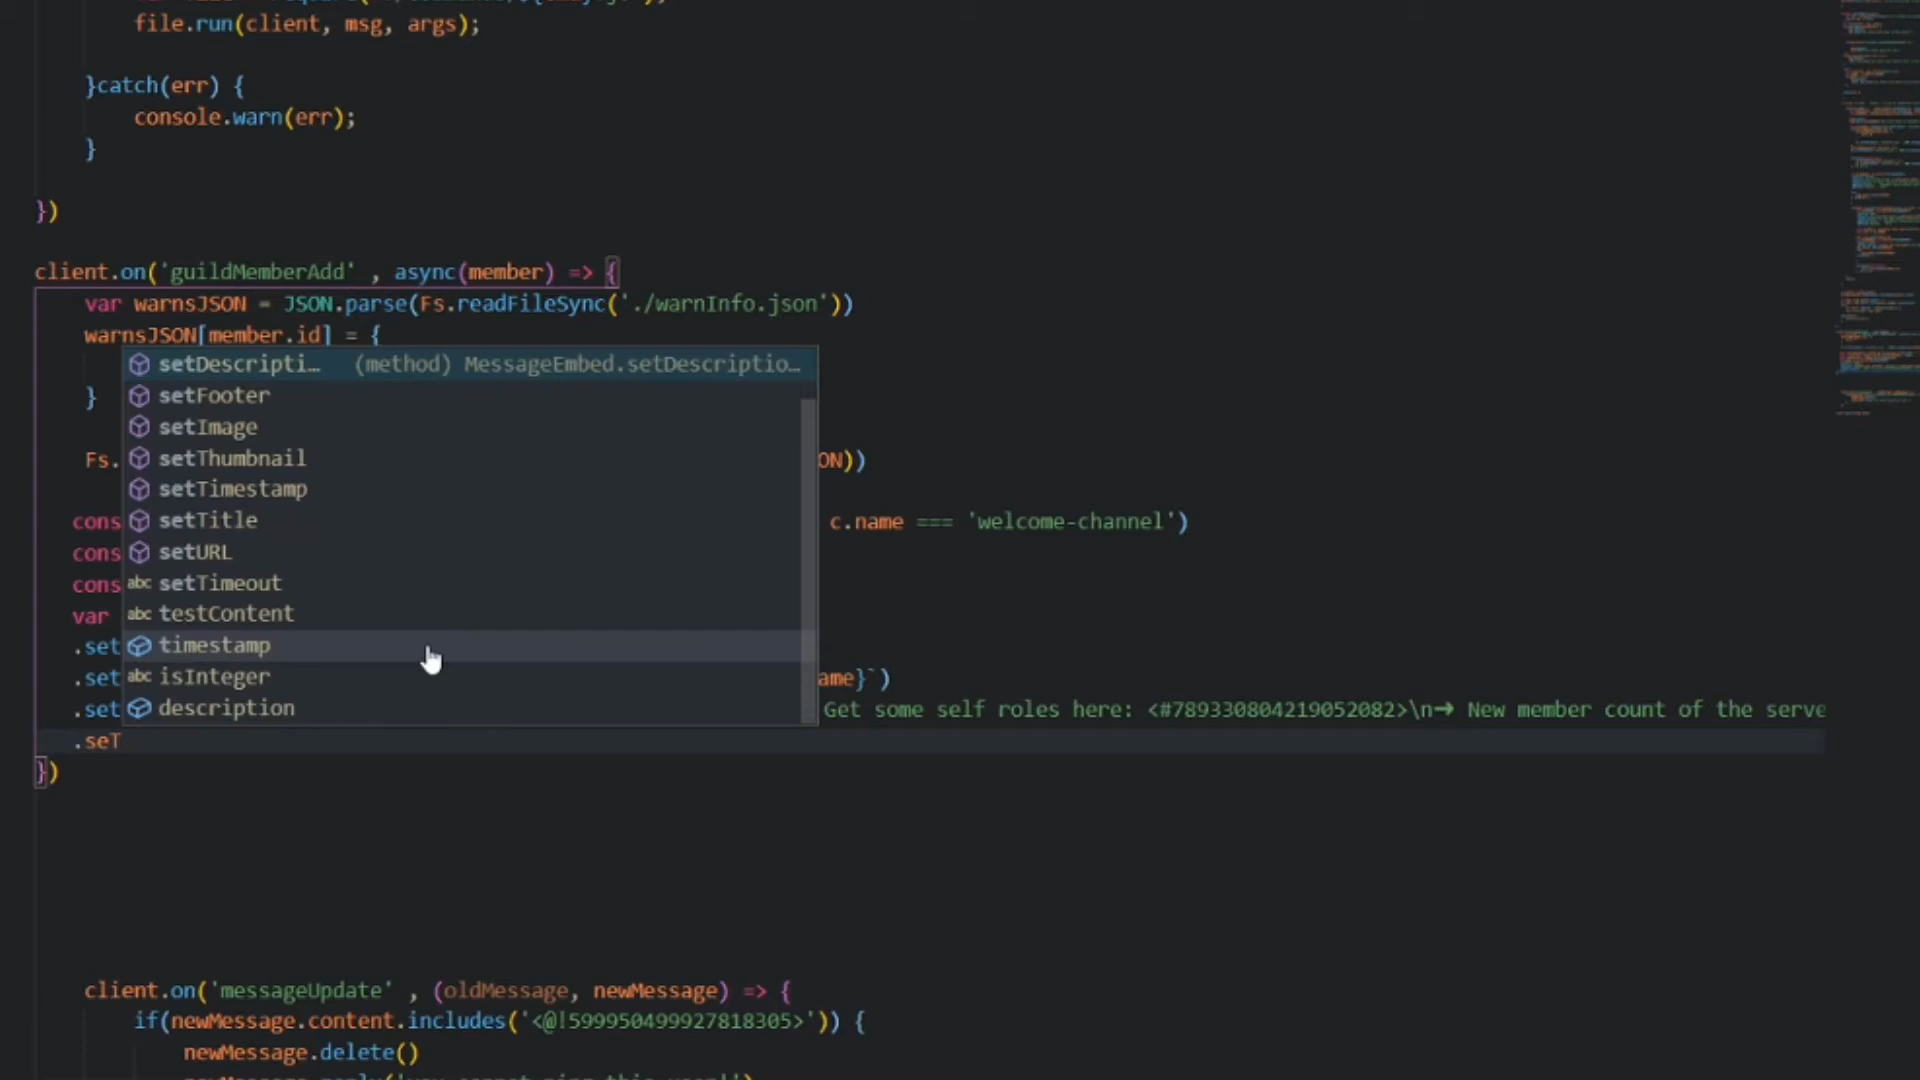 file.run(client, msg, args);
}catch(err) {
console.warn(err);
}
})
client.on('guildMemberAdd' , async(member) => {
var warnsJSON = JSON.parse(Fs.readFileSync('./warnInfo.json'))
warnsJSON[member.id] = {
setDescripti… (method) MessageEmbed.setDescriptio…
setFooter
} setImage
setThumbnail
Fs. setTimestamp ON))
setTitle
cons c.name === 'welcome-channel')
cons setURL
cons setTimeout
var testContent
.set timestamp
.set isInteger ame}`)
.set description Get some self roles here: <#789330804219052082>\n➜ New member count of the serve
.seT
})
client.on('messageUpdate' , (oldMessage, newMessage) => {
if(newMessage.content.includes('<@!599950499927818305>')) {
newMessage.delete()